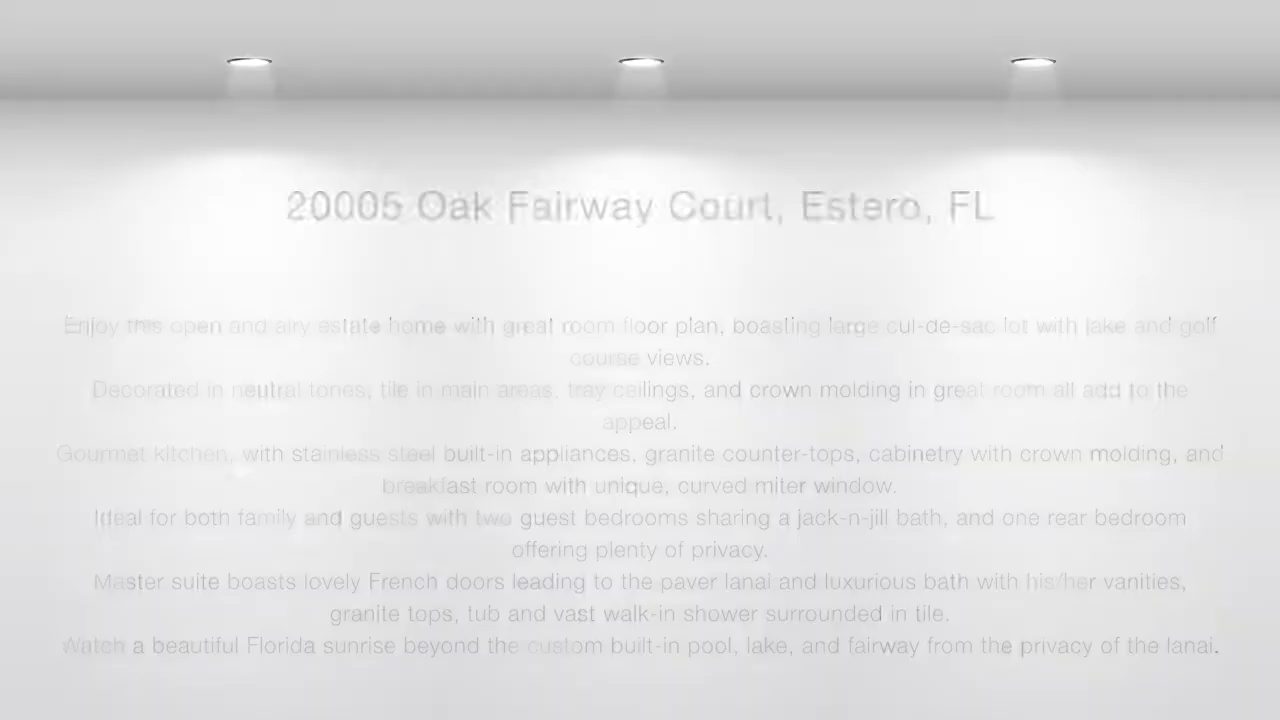 20005 Oak Fairway Court, Estero, FL
Enjoy this open and airy estate home with great room floor plan, boasting large cul-de-sac lot with lake and golf
course views.
Decorated in neutral tones, tile in main areas, tray ceilings, and crown molding in great room all add to the
appeal.
Gourmet kitchen, with stainless steel built-in appliances, granite counter-tops, cabinetry with crown molding, and
breakfast room with unique, curved miter window.
Ideal for both family and guests with two guest bedrooms sharing a jack-n-jill bath, and one rear bedroom
offering plenty of privacy.
Master suite boasts lovely French doors leading to the paver lanai and luxurious bath with his/her vanities,
granite tops, tub and vast walk-in shower surrounded in tile.
Watch a beautiful Florida sunrise beyond the custom built-in pool, lake, and fairway from the privacy of the lanai.